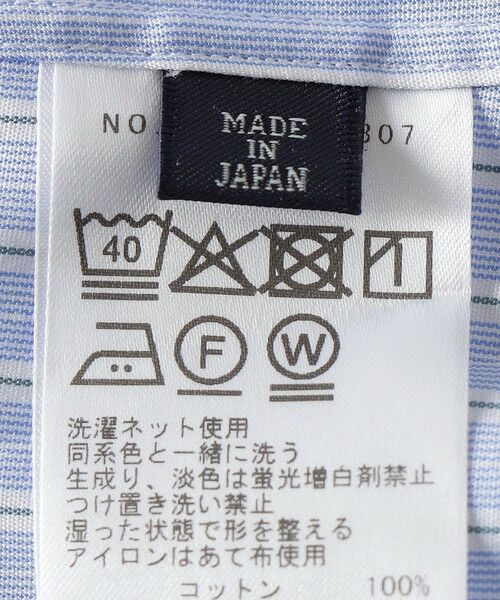 NO.
307
MADE
IN
JAPAN
40
F
W
洗濯ネット使用
同系色と一緒に洗う
生成り、淡色は蛍光増白剤禁止
つけ置き洗い禁止
湿った状態で形を整える
アイロンはあて布使用
コットン 100%